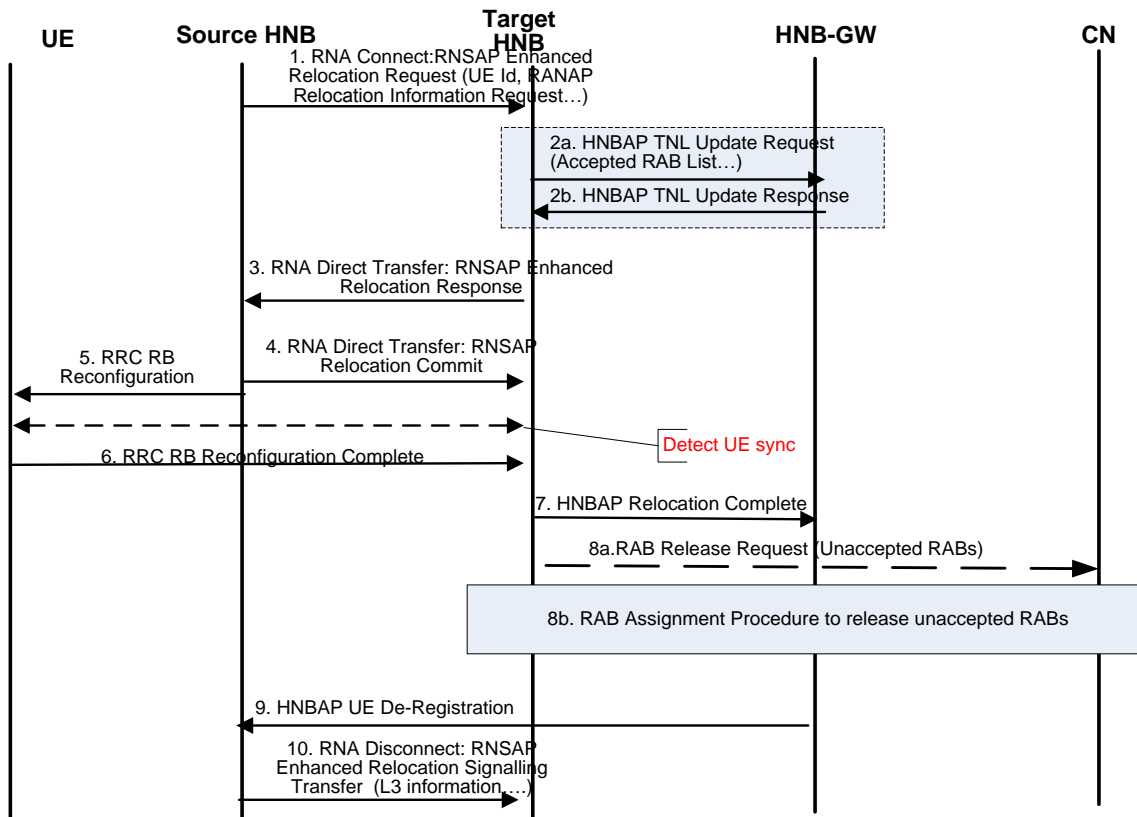 UE
Source HNB
Target
HNB
HNB-GW
CN
1. RNA Connect:RNSAP Enhanced
Relocation Request (UE Id, RANAP
Relocation Information Request…)
2a. HNBAP TNL Update Request
(Accepted RAB List…)
2b. HNBAP TNL Update Response
3. RNA Direct Transfer: RNSAP Enhanced
Relocation Response
4. RNA Direct Transfer: RNSAP
Relocation Commit
5. RRC RB
Reconfiguration
Detect UE sync
6. RRC RB Reconfiguration Complete
7. HNBAP Relocation Complete
8a.RAB Release Request (Unaccepted RABs)
8b. RAB Assignment Procedure to release unaccepted RABs
9. HNBAP UE De-Registration
10. RNA Disconnect: RNSAP
Enhanced Relocation Signalling
Transfer (L3 information,….)